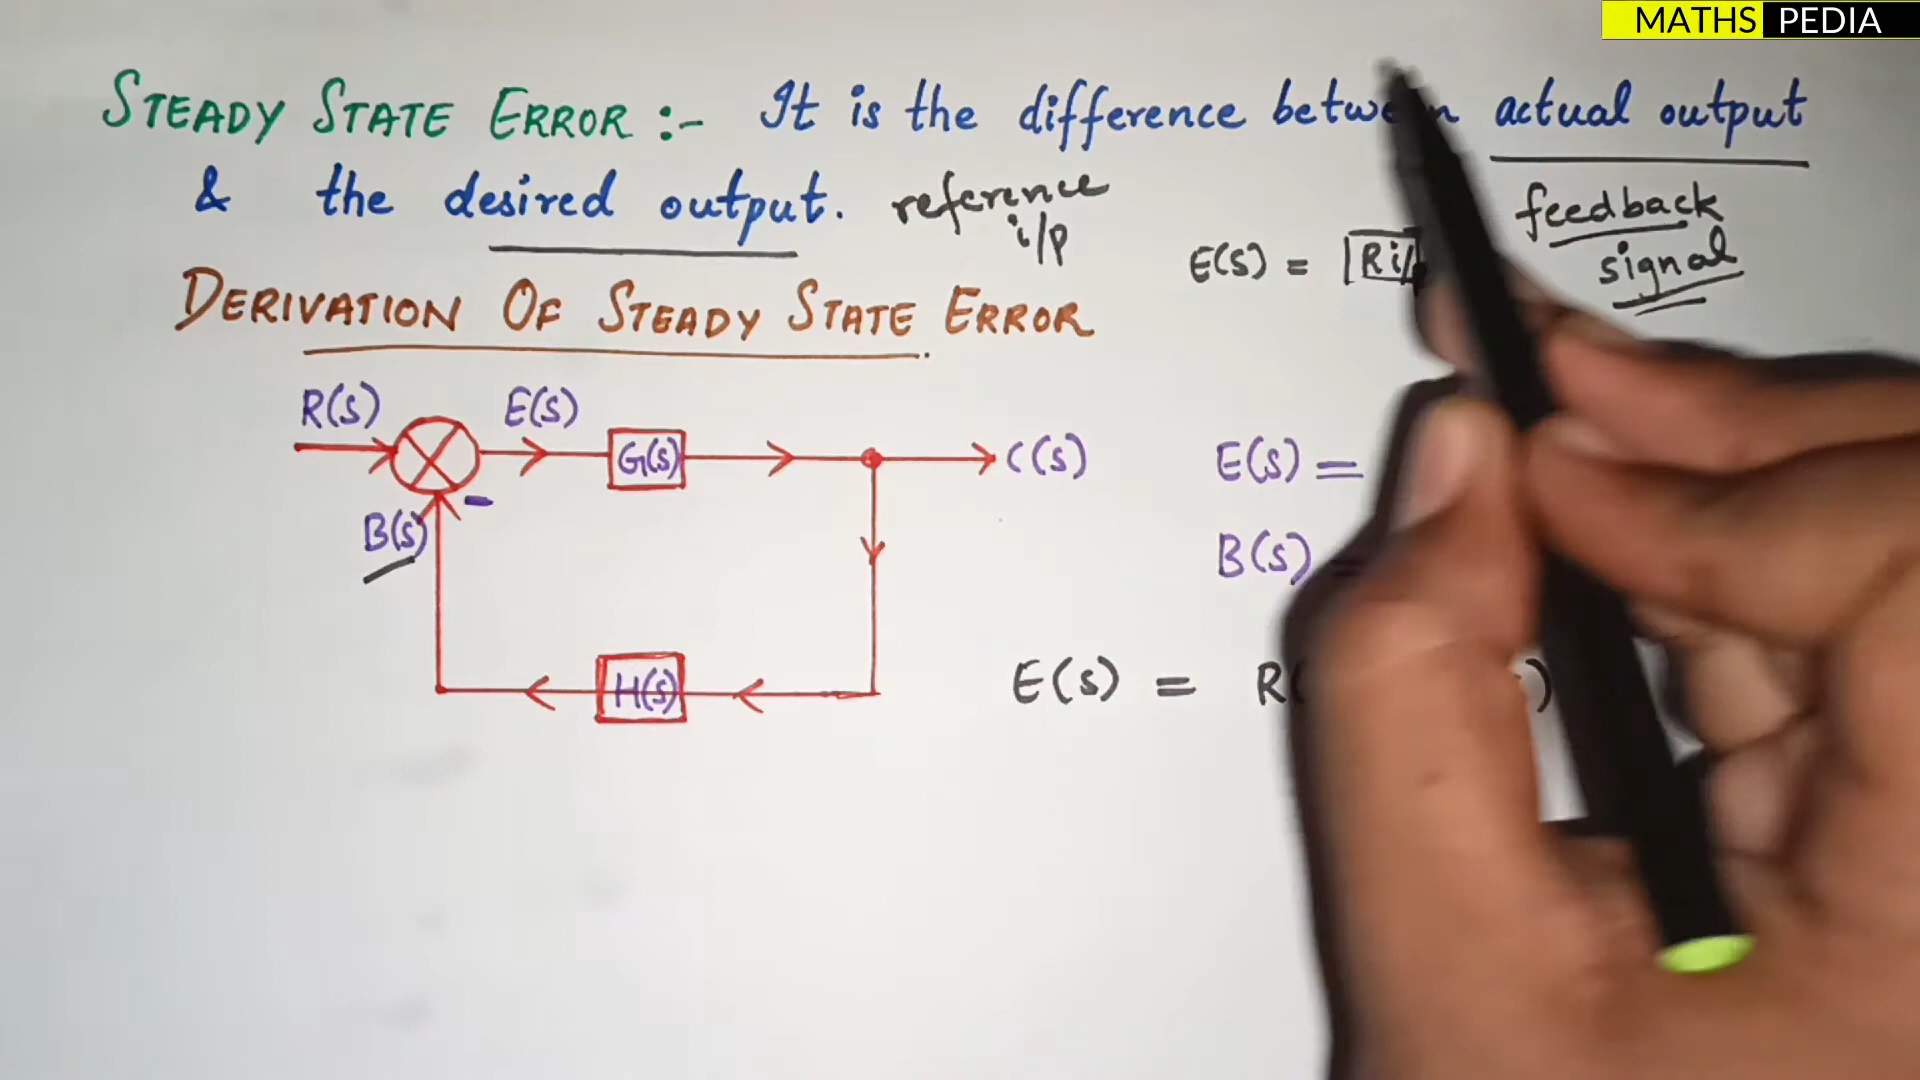 MATHS PEDIA
STEADY STATE ERROR :- It is the difference between actual output
& the desired output. reference i/p
feedback signal
E(s) = Ri/
DERIVATION OF STEADY STATE ERROR
R(s)
E(s)
G(s)
C(s)
B(s)
-
H(s)
E(s) =
B(s) =
E(s) = R(